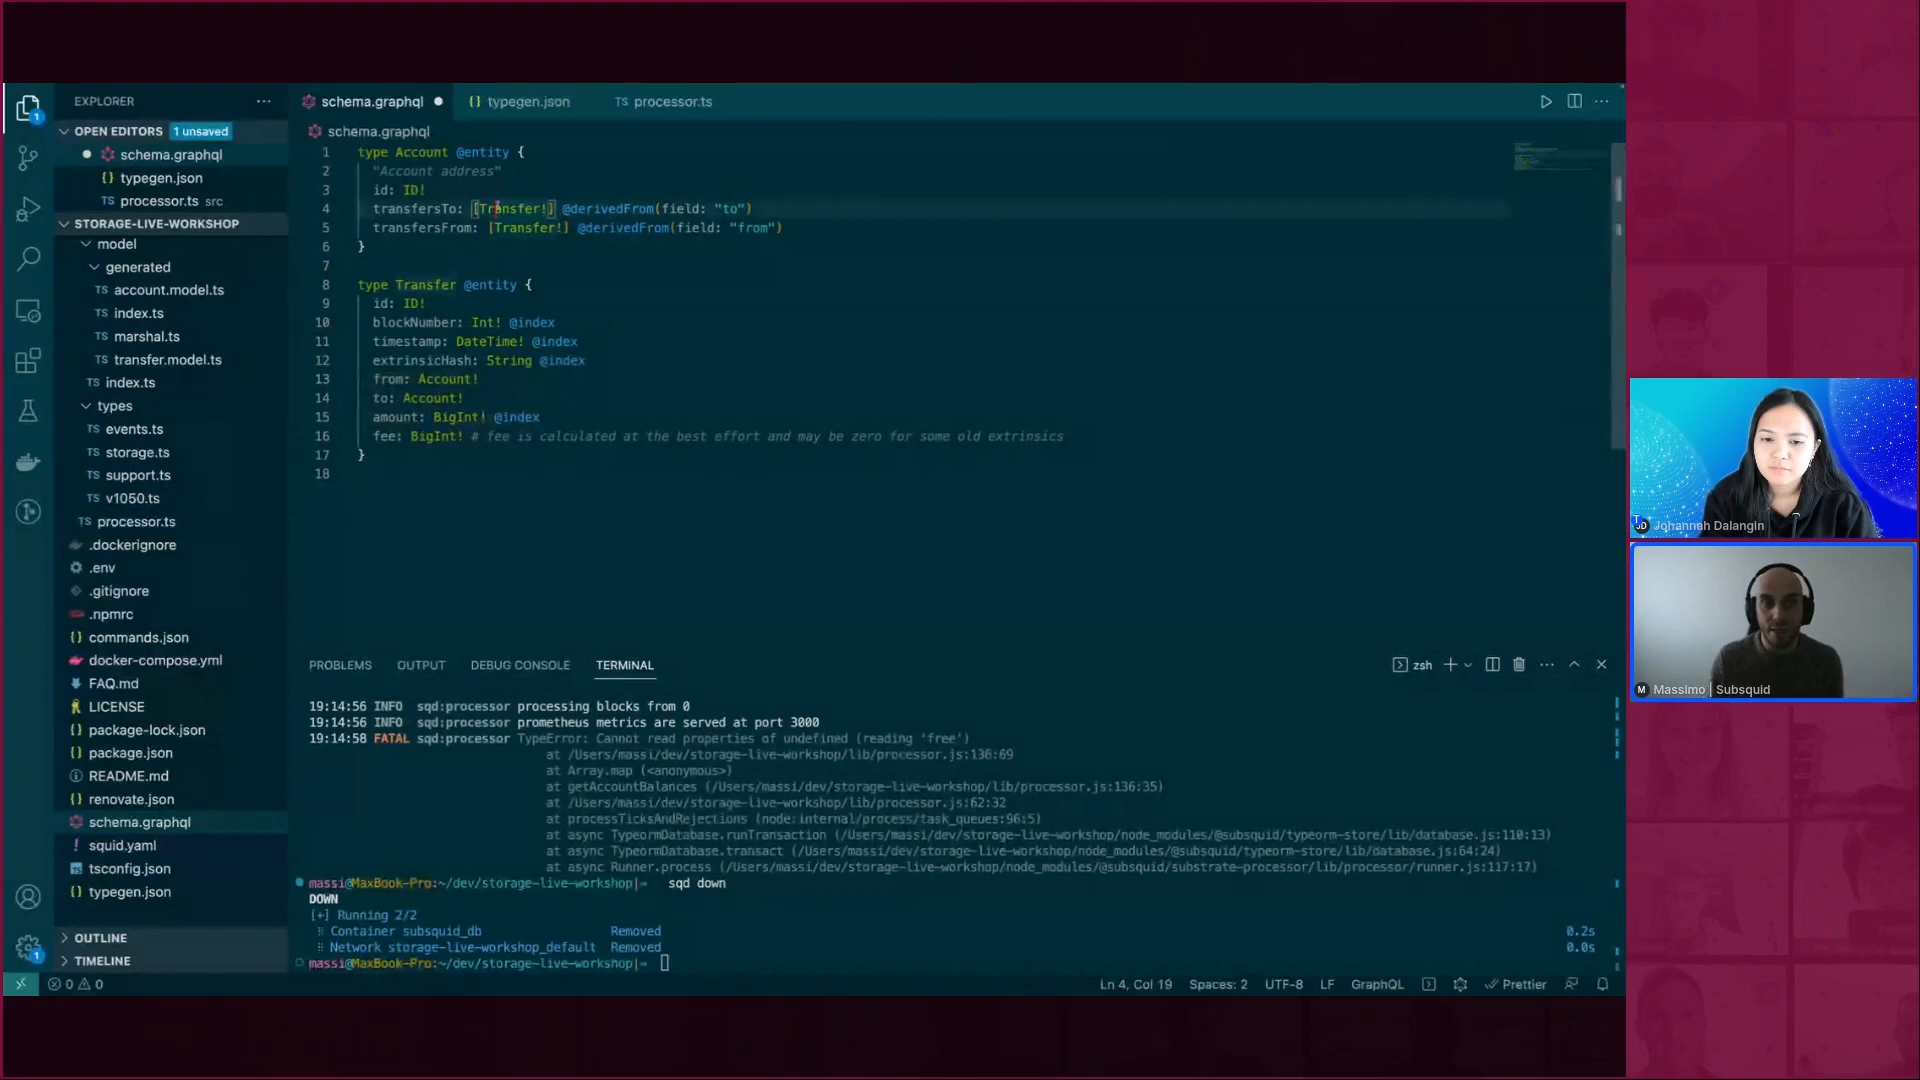 EXPLORER
OPEN EDITORS 1 unsaved
schema.graphql
typegen.json
processor.ts src
STORAGE-LIVE-WORKSHOP
model
generated
TS account.model.ts
TS index.ts
TS marshal.ts
TS transfer.model.ts
TS index.ts
types
TS events.ts
TS storage.ts
TS support.ts
TS v1050.ts
TS processor.ts
.dockerignore
.env
.gitignore
.npmrc
commands.json
docker-compose.yml
FAQ.md
LICENSE
package-lock.json
package.json
README.md
renovate.json
schema.graphql
squid.yaml
tsconfig.json
typegen.json
OUTLINE
TIMELINE
schema.graphql
typegen.json
TS processor.ts
schema.graphql
1 type Account @entity {
2 "Account address"
3 id: ID!
4 transfersTo: [Transfer!] @derivedFrom(field: "to")
5 transfersFrom: [Transfer!] @derivedFrom(field: "from")
6 }
7
8 type Transfer @entity {
9 id: ID!
10 blockNumber: Int! @index
11 timestamp: DateTime! @index
12 extrinsicHash: String @index
13 from: Account!
14 to: Account!
15 amount: BigInt! @index
16 fee: BigInt! # fee is calculated at the best effort and may be zero for some old extrinsics
17 }
18
PROBLEMS OUTPUT DEBUG CONSOLE TERMINAL
zsh
19:14:56 INFO sqd:processor processing blocks from 0
19:14:56 INFO sqd:processor prometheus metrics are served at port 3000
19:14:58 FATAL sqd:processor TypeError: Cannot read properties of undefined (reading 'free')
at /Users/massi/dev/storage-live-workshop/lib/processor.js:136:69
at Array.map (<anonymous>)
at getAccountBalances (/Users/massi/dev/storage-live-workshop/lib/processor.js:136:35)
at /Users/massi/dev/storage-live-workshop/lib/processor.js:62:32
at processTicksAndRejections (node:internal/process/task_queues:96:5)
at async TypeormDatabase.runTransaction (/Users/massi/dev/storage-live-workshop/node_modules/@subsquid/typeorm-store/lib/database.js:110:13)
at async TypeormDatabase.transact (/Users/massi/dev/storage-live-workshop/node_modules/@subsquid/typeorm-store/lib/database.js:64:24)
at async Runner.process (/Users/massi/dev/storage-live-workshop/node_modules/@subsquid/substrate-processor/lib/processor/runner.js:117:17)
massi@MaxBook-Pro:~/dev/storage-live-workshop|⇒ sqd down
DOWN
[+] Running 2/2
Container subsquid_db Removed 0.2s
Network storage-live-workshop_default Removed 0.0s
massi@MaxBook-Pro:~/dev/storage-live-workshop|⇒
0 0
Ln 4, Col 19 Spaces: 2 UTF-8 LF GraphQL Prettier
Johannah Dalangin
M Massimo | Subsquid